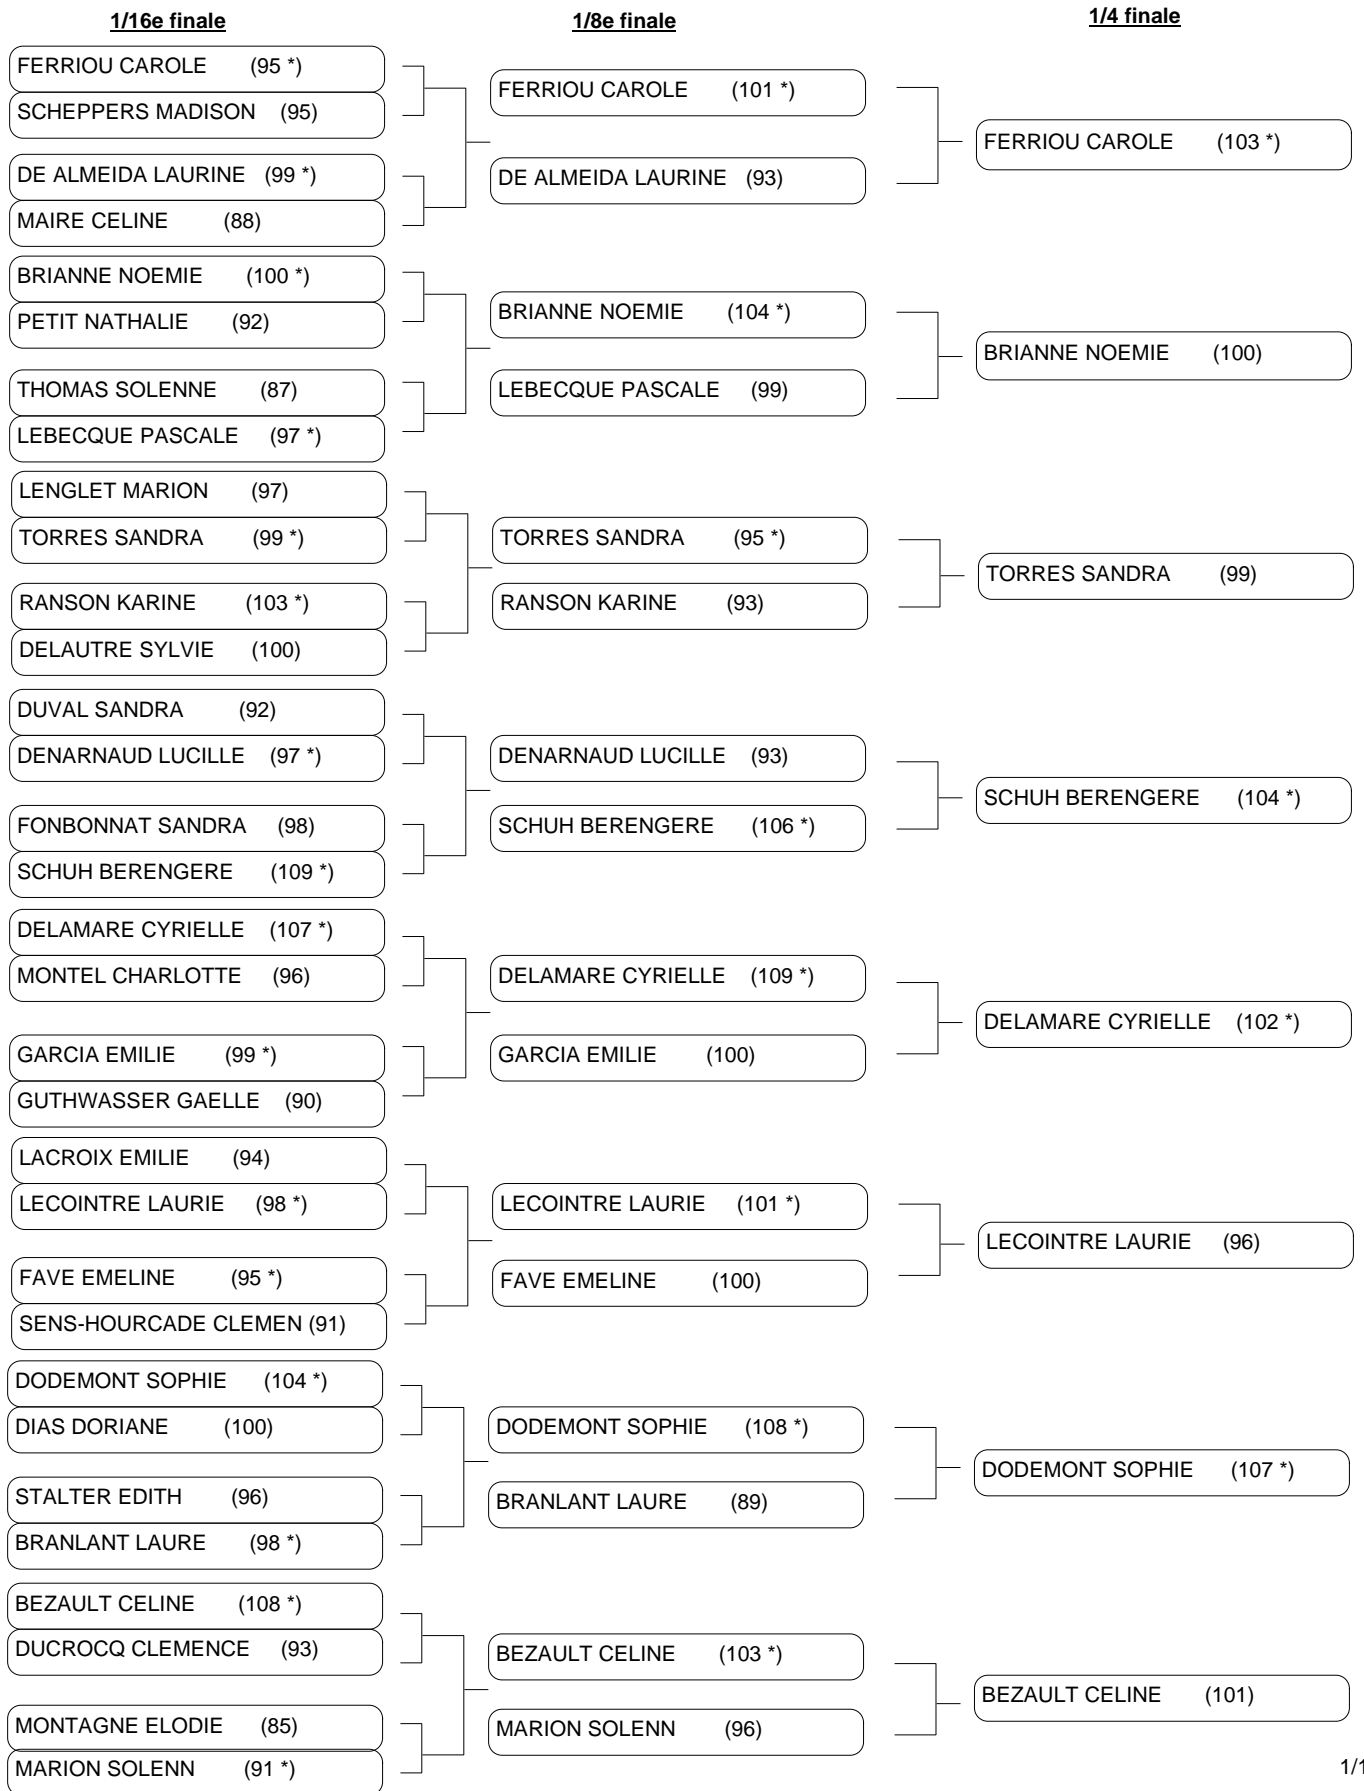 1/16e finale
1/8e finale
1/4 finale
FERRIOU CAROLE (95 *)
SCHEPPERS MADISON (95)
DE ALMEIDA LAURINE (99 *)
MAIRE CELINE (88)
BRIANNE NOEMIE (100 *)
PETIT NATHALIE (92)
THOMAS SOLENNE (87)
LEBECQUE PASCALE (97 *)
LENGLET MARION (97)
TORRES SANDRA (99 *)
RANSON KARINE (103 *)
DELAUTRE SYLVIE (100)
DUVAL SANDRA (92)
DENARNAUD LUCILLE (97 *)
FONBONNAT SANDRA (98)
SCHUH BERENGERE (109 *)
DELAMARE CYRIELLE (107 *)
MONTEL CHARLOTTE (96)
GARCIA EMILIE (99 *)
GUTHWASSER GAELLE (90)
LACROIX EMILIE (94)
LECOINTRE LAURIE (98 *)
FAVE EMELINE (95 *)
SENS-HOURCADE CLEMEN (91)
DODEMONT SOPHIE (104 *)
DIAS DORIANE (100)
STALTER EDITH (96)
BRANLANT LAURE (98 *)
BEZAULT CELINE (108 *)
DUCROCQ CLEMENCE (93)
MONTAGNE ELODIE (85)
MARION SOLENN (91 *)
FERRIOU CAROLE (101 *)
DE ALMEIDA LAURINE (93)
BRIANNE NOEMIE (104 *)
LEBECQUE PASCALE (99)
TORRES SANDRA (95 *)
RANSON KARINE (93)
DENARNAUD LUCILLE (93)
SCHUH BERENGERE (106 *)
DELAMARE CYRIELLE (109 *)
GARCIA EMILIE (100)
LECOINTRE LAURIE (101 *)
FAVE EMELINE (100)
DODEMONT SOPHIE (108 *)
BRANLANT LAURE (89)
BEZAULT CELINE (103 *)
MARION SOLENN (96)
FERRIOU CAROLE (103 *)
BRIANNE NOEMIE (100)
TORRES SANDRA (99)
SCHUH BERENGERE (104 *)
DELAMARE CYRIELLE (102 *)
LECOINTRE LAURIE (96)
DODEMONT SOPHIE (107 *)
BEZAULT CELINE (101)
1/1